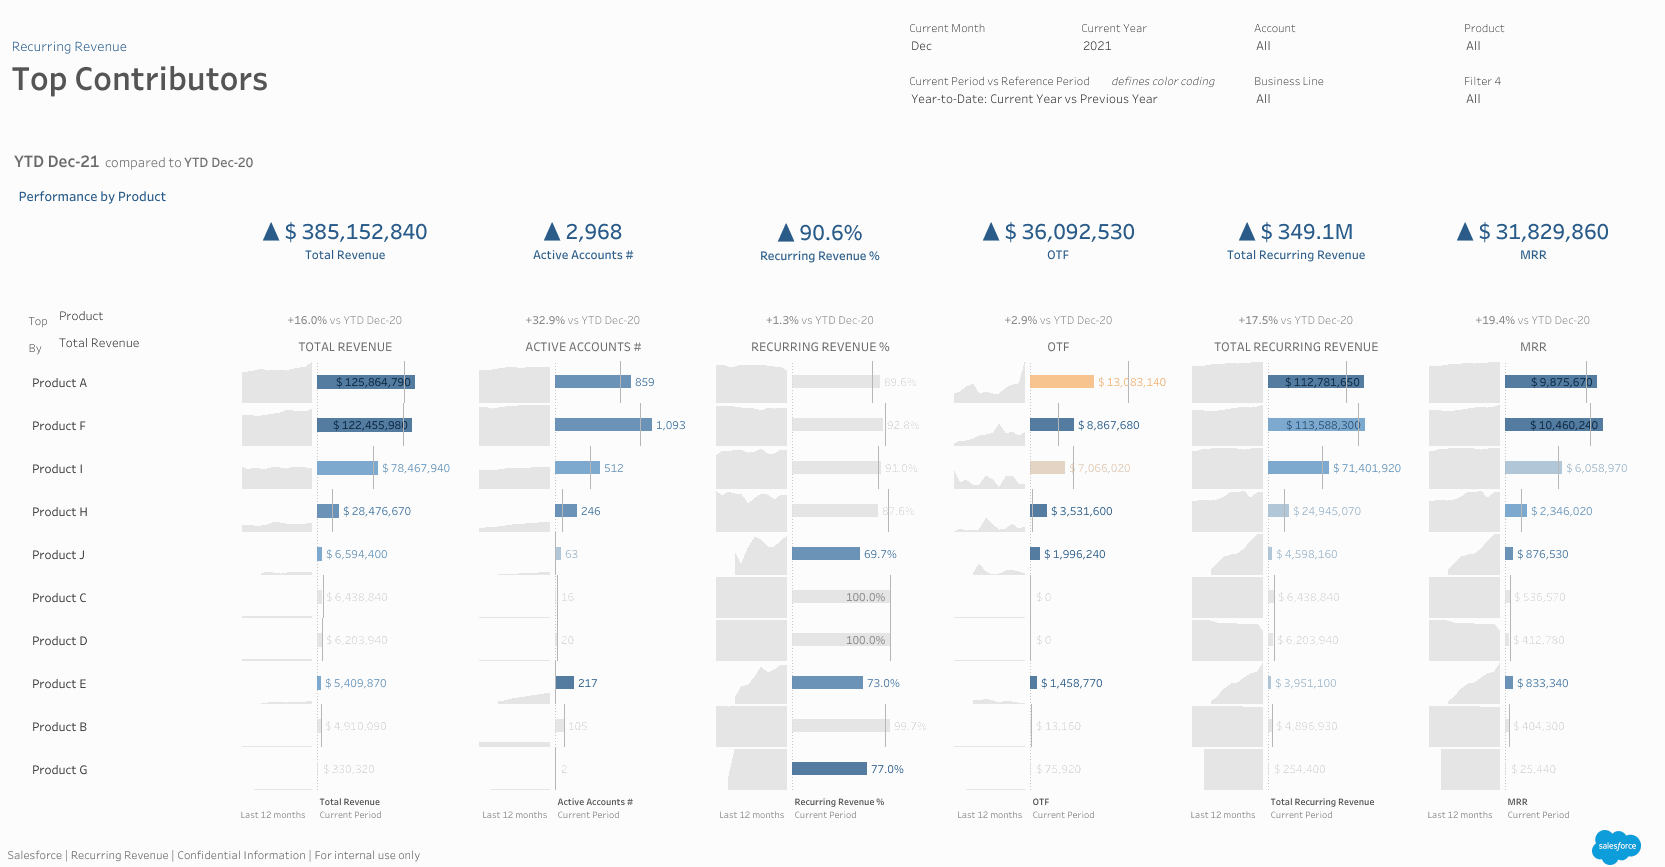 Recurring Revenue
Top Contributors
Current Month Current Year Account Product
Dec 2021 All All
Current Period vs Reference Period defines color coding Business Line Filter 4
Year-to-Date: Current Year vs Previous Year All All
YTD Dec-21 compared to YTD Dec-20
Performance by Product
▲ $ 385,152,840 ▲ 2,968 ▲ 90.6% ▲ $ 36,092,530 ▲ $ 349.1M ▲ $ 31,829,860
Total Revenue Active Accounts # Recurring Revenue % OTF Total Recurring Revenue MRR
Top Product +16.0% vs YTD Dec-20 +32.9% vs YTD Dec-20 +1.3% vs YTD Dec-20 +2.9% vs YTD Dec-20 +17.5% vs YTD Dec-20 +19.4% vs YTD Dec-20
By Total Revenue TOTAL REVENUE ACTIVE ACCOUNTS # RECURRING REVENUE % OTF TOTAL RECURRING REVENUE MRR
Product A $ 125,864,790 859 89.6% $ 13,083,140 $ 112,781,650 $ 9,875,670
Product F $ 122,455,980 1,093 92.8% $ 8,867,680 $ 113,588,300 $ 10,460,240
Product I $ 78,467,940 512 91.0% $ 7,066,020 $ 71,401,920 $ 6,058,970
Product H $ 28,476,670 246 87.6% $ 3,531,600 $ 24,945,070 $ 2,346,020
Product J $ 6,594,400 63 69.7% $ 1,996,240 $ 4,598,160 $ 876,530
Product C $ 6,438,840 16 100.0% $ 0 $ 6,438,840 $ 536,570
Product D $ 6,203,940 20 100.0% $ 0 $ 6,203,940 $ 412,780
Product E $ 5,409,870 217 73.0% $ 1,458,770 $ 3,951,100 $ 833,340
Product B $ 4,910,090 105 99.7% $ 13,160 $ 4,896,930 $ 404,300
Product G $ 330,320 2 77.0% $ 75,920 $ 254,400 $ 25,440
Total Revenue Active Accounts # Recurring Revenue % OTF Total Recurring Revenue MRR
Last 12 months Current Period Last 12 months Current Period Last 12 months Current Period Last 12 months Current Period Last 12 months Current Period Last 12 months Current Period
Salesforce | Recurring Revenue | Confidential Information | For internal use only
salesforce